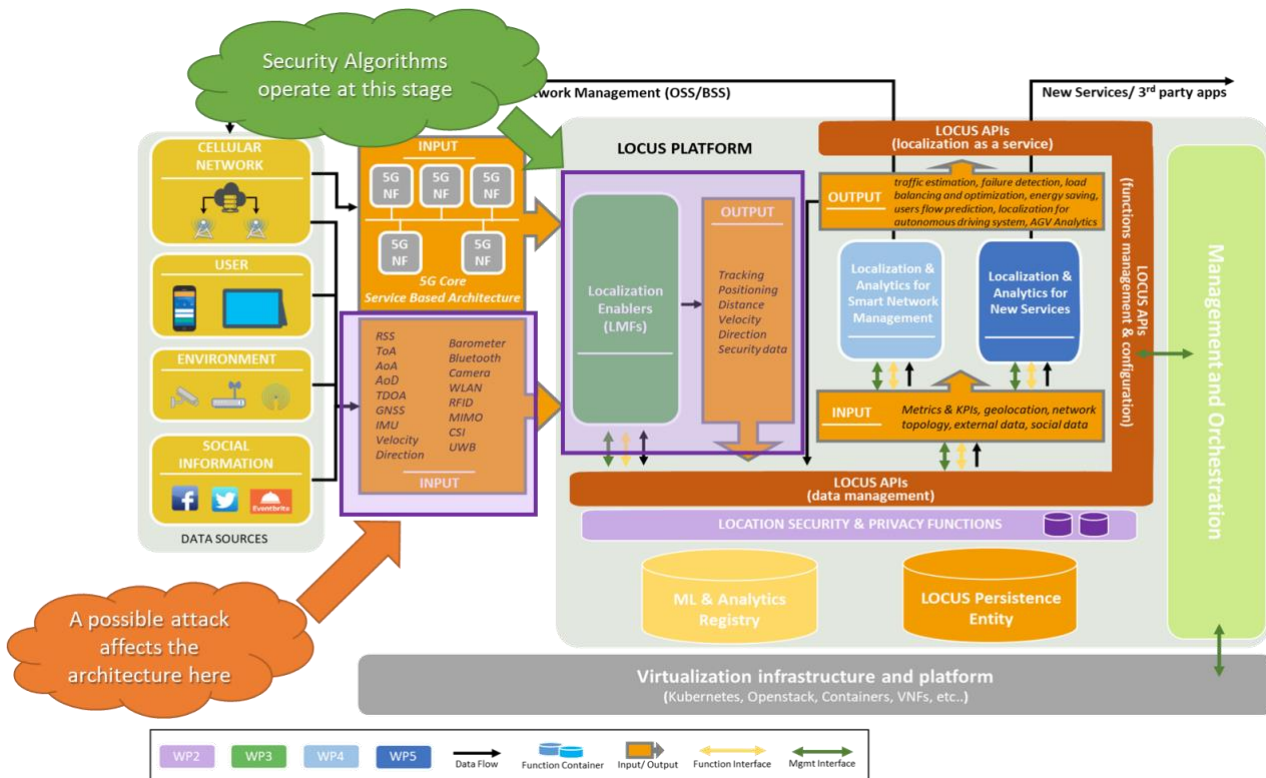 Security Algorithms
operate at this stage
twork Management (OSS/BSS)
New Services/ 3rd party apps
CELLULAR
NETWORK
USER
ENVIRONMENT
SOCIAL
INFORMATION
Eventbrite
DATA SOURCES
INPUT
5G
NF
5G
NF
5G
NF
5G
NF
5G
NF
5G Core
Service Based Architecture
RSS
ToA
AoA
AoD
TDOA
GNSS
IMU
Velocity
Direction
Barometer
Bluetooth
Camera
WLAN
RFID
MIMO
CSI
UWB
INPUT
A possible attack
affects the
architecture here
LOCUS PLATFORM
Localization
Enablers
(LMFs)
OUTPUT
Tracking
Positioning
Distance
Velocity
Direction
Security data
LOCUS APIs
(localization as a service)
OUTPUT
traffic estimation, failure detection, load
balancing and optimization, energy saving,
users flow prediction, localization for
autonomous driving system, AGV Analytics
Localization &
Analytics for
Smart Network
Management
Localization &
Analytics for
New Services
INPUT
Metrics & KPIs, geolocation, network
topology, external data, social data
LOCUS APIs
(functions management & configuration)
LOCUS APIs
(data management)
LOCATION SECURITY & PRIVACY FUNCTIONS
ML & Analytics
Registry
LOCUS Persistence
Entity
Management and Orchestration
Virtualization infrastructure and platform
(Kubernetes, Openstack, Containers, VNFs, etc..)
WP2
WP3
WP4
WP5
Data Flow
Function Container
Input/ Output
Function Interface
Mgmt Interface